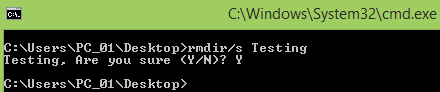 C:\Windows\System32\cmd.exe
C:\Users\PC_01\Desktop>rmdir/s Testing
Testing, Are you sure (Y/N)? Y
C:\Users\PC_01\Desktop>